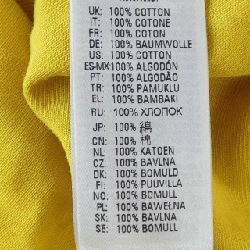 UK: 100% COTTON
IT: 100% COTONE
FR: 100% COTON
DE: 100% BAUMWOLLE
US: 100% COTTON
ES-MX: 100% ALGODÓN
PT: 100% ALGODÃO
TR: 100% PAMUKLU
EL: 100% BAMBAKI
RU: 100% ХЛОПОК
JP: 100% 綿
CN: 100% 棉
NL: 100% KATOEN
CZ: 100% BAVLNA
DK: 100% BOMULD
FI: 100% PUUVILLA
NO: 100% BOMULL
PL: 100% BAWEŁNA
SK: 100% BAVLNA
SE: 100% BOMULL